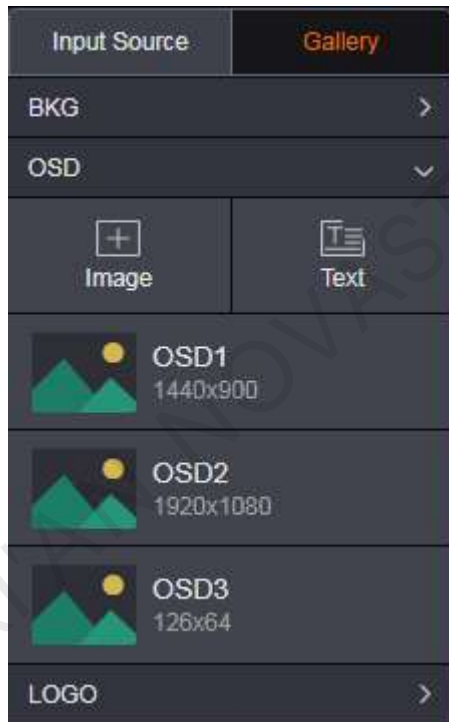 Input Source
Gallery
BKG
OSD
Image
Text
OSD1
1440x900
OSD2
1920x1080
OSD3
126x64
LOGO